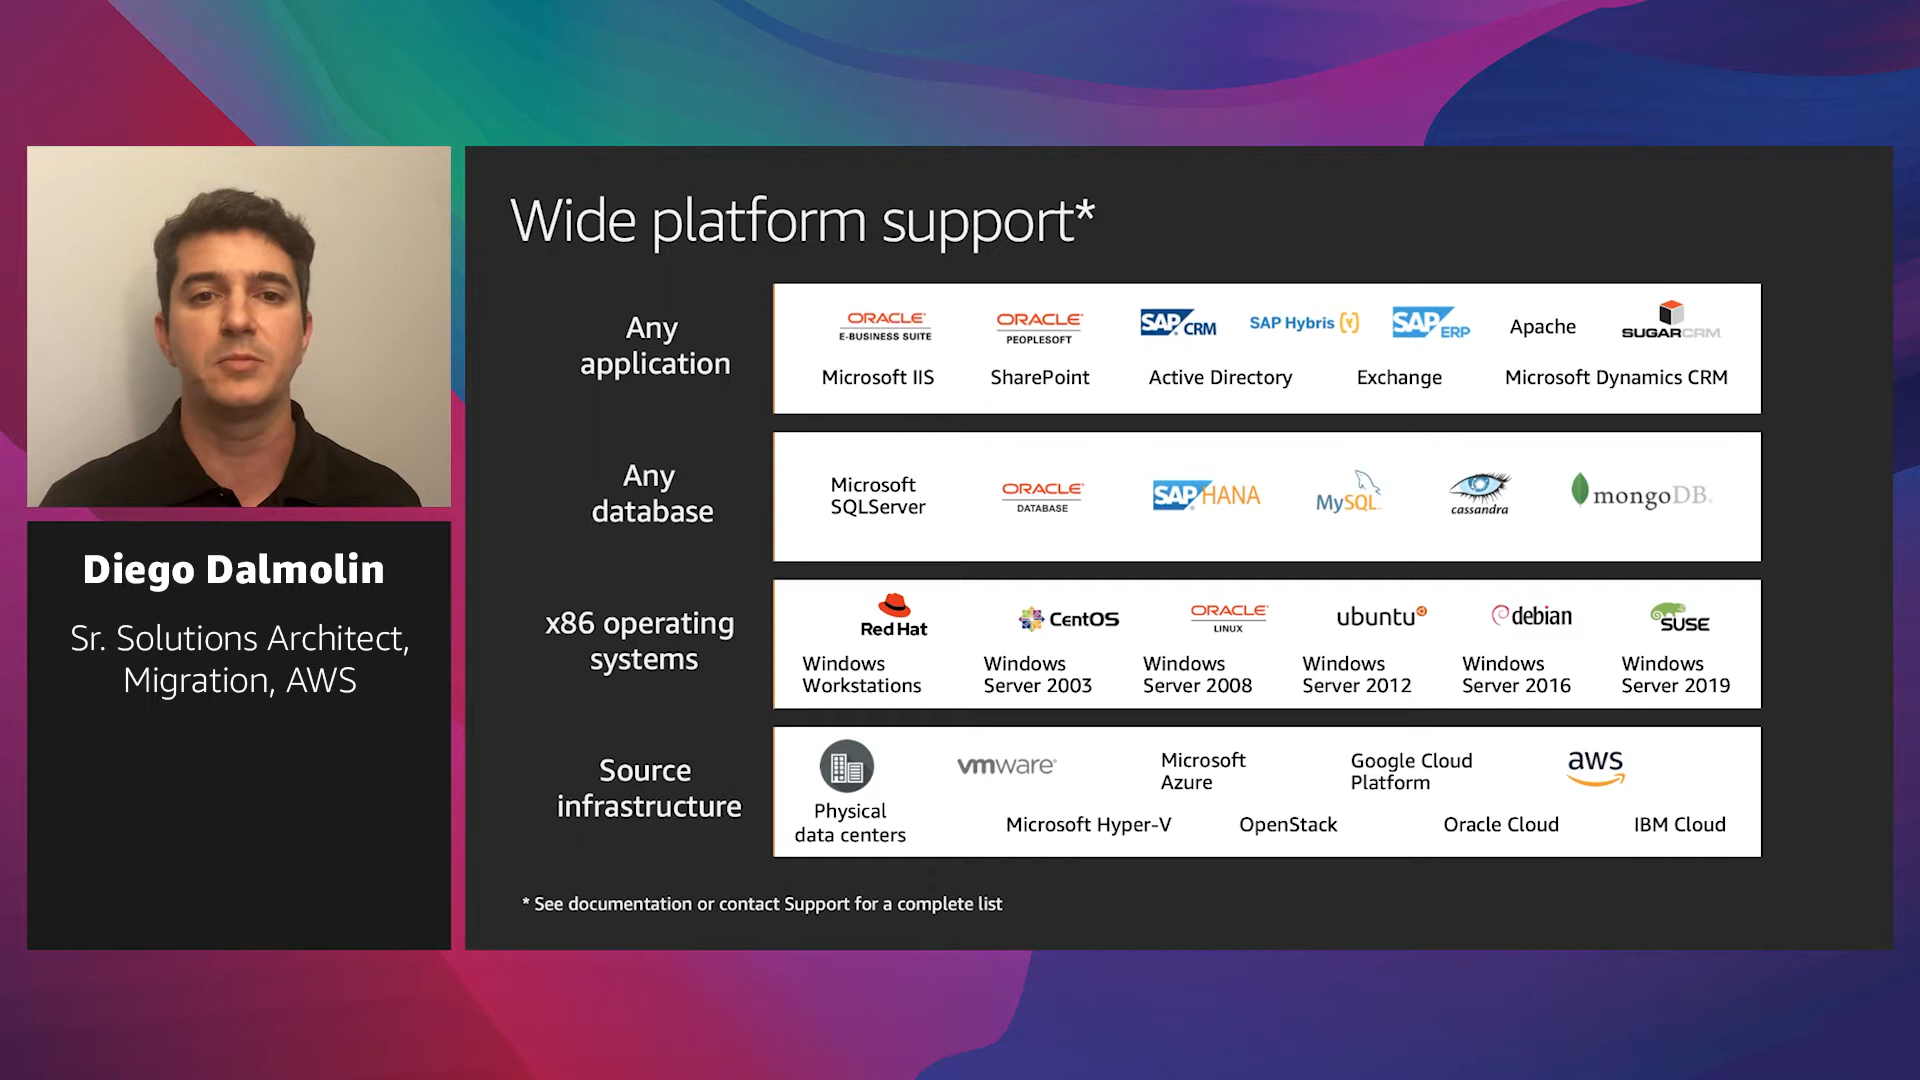 Wide platform support*
Any
application
ORACLE
E-BUSINESS SUITE
ORACLE
PEOPLESOFT
SAP CRM
SAP Hybris (Y)
SAP ERP
Apache
SUGARCRM
Microsoft IIS
SharePoint
Active Directory
Exchange
Microsoft Dynamics CRM
Any
database
Microsoft
SQLServer
ORACLE
DATABASE
SAP HANA
MySQL
cassandra
mongoDB
x86 operating
systems
Red Hat
CentOS
ORACLE
LINUX
ubuntu
debian
SUSE
Windows
Workstations
Windows
Server 2003
Windows
Server 2008
Windows
Server 2012
Windows
Server 2016
Windows
Server 2019
Source
infrastructure
Physical
data centers
vmware
Microsoft
Azure
Google Cloud
Platform
aws
Microsoft Hyper-V
OpenStack
Oracle Cloud
IBM Cloud
* See documentation or contact Support for a complete list
Diego Dalmolin
Sr. Solutions Architect,
Migration, AWS